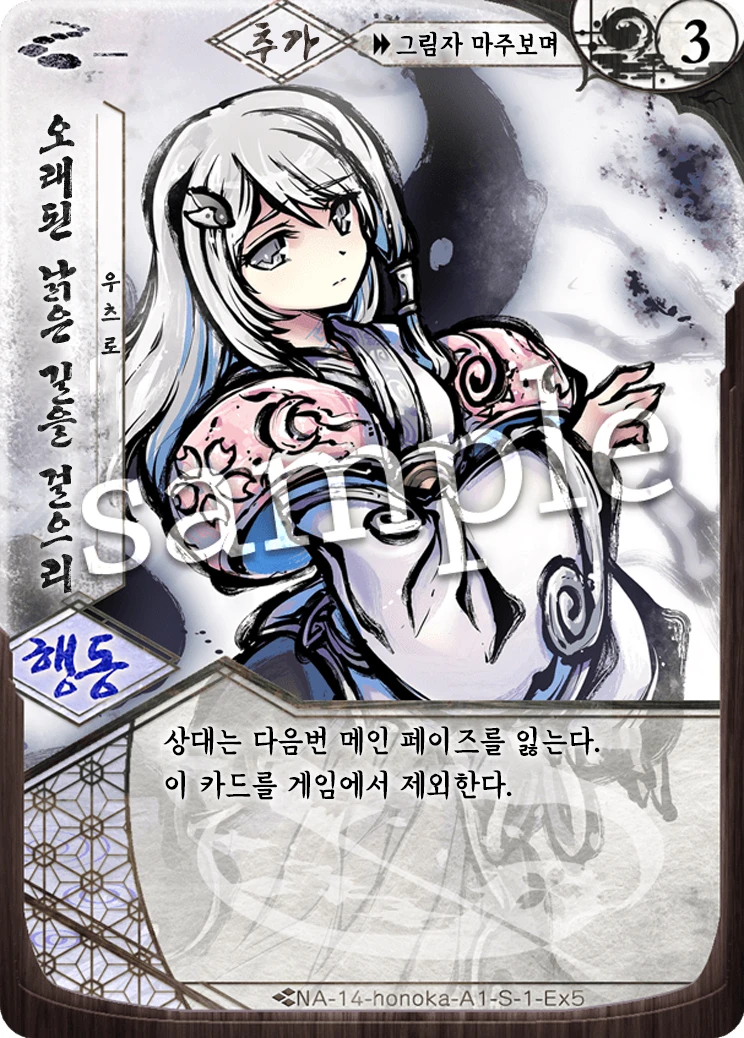 추가
그림자 마주보며
3
오래된 낡은 길을 걸으리
우츠로
sample
행동
상대는 다음번 메인 페이즈를 잃는다.
이 카드를 게임에서 제외한다.
NA-14-honoka-A1-S-1-Ex5